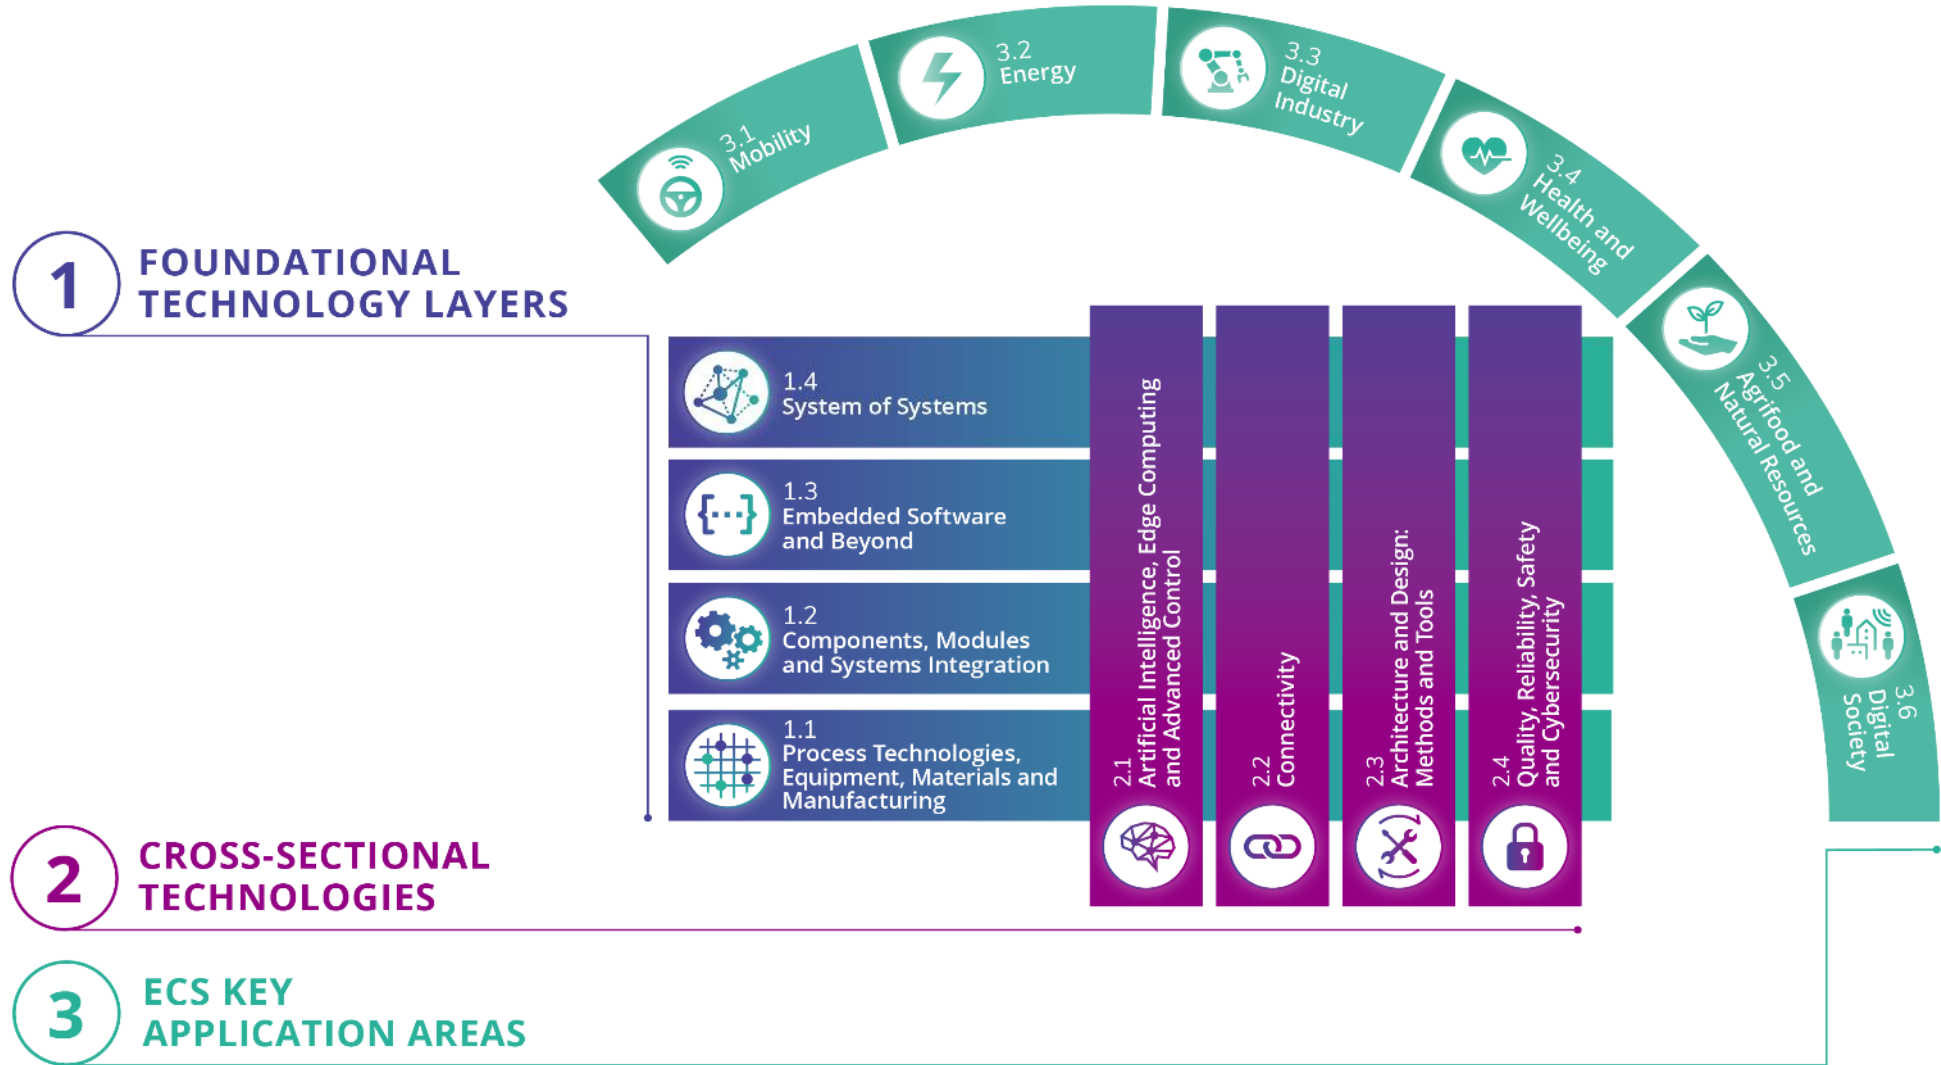 3.1
Mobility
3.2
Energy
3.3
Digital
Industry
3.4
Health and
Wellbeing
3.5
Agrifood and
Natural Resources
3.6
Digital
Society
1
FOUNDATIONAL
TECHNOLOGY LAYERS
1.4
System of Systems
1.3
Embedded Software
and Beyond
1.2
Components, Modules
and Systems Integration
1.1
Process Technologies,
Equipment, Materials and
Manufacturing
2.1
Artificial Intelligence, Edge Computing
and Advanced Control
2.2
Connectivity
2.3
Architecture and Design:
Methods and Tools
2.4
Quality, Reliability, Safety
and Cybersecurity
2
CROSS-SECTIONAL
TECHNOLOGIES
3
ECS KEY
APPLICATION AREAS